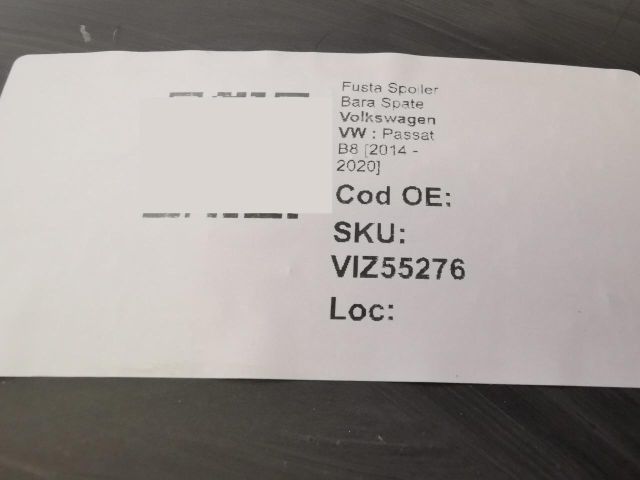 Fusta Spoiler
Bara Spate
Volkswagen
VW : Passat
B8 [2014 -
2020]
Cod OE:
SKU:
VIZ55276
Loc: